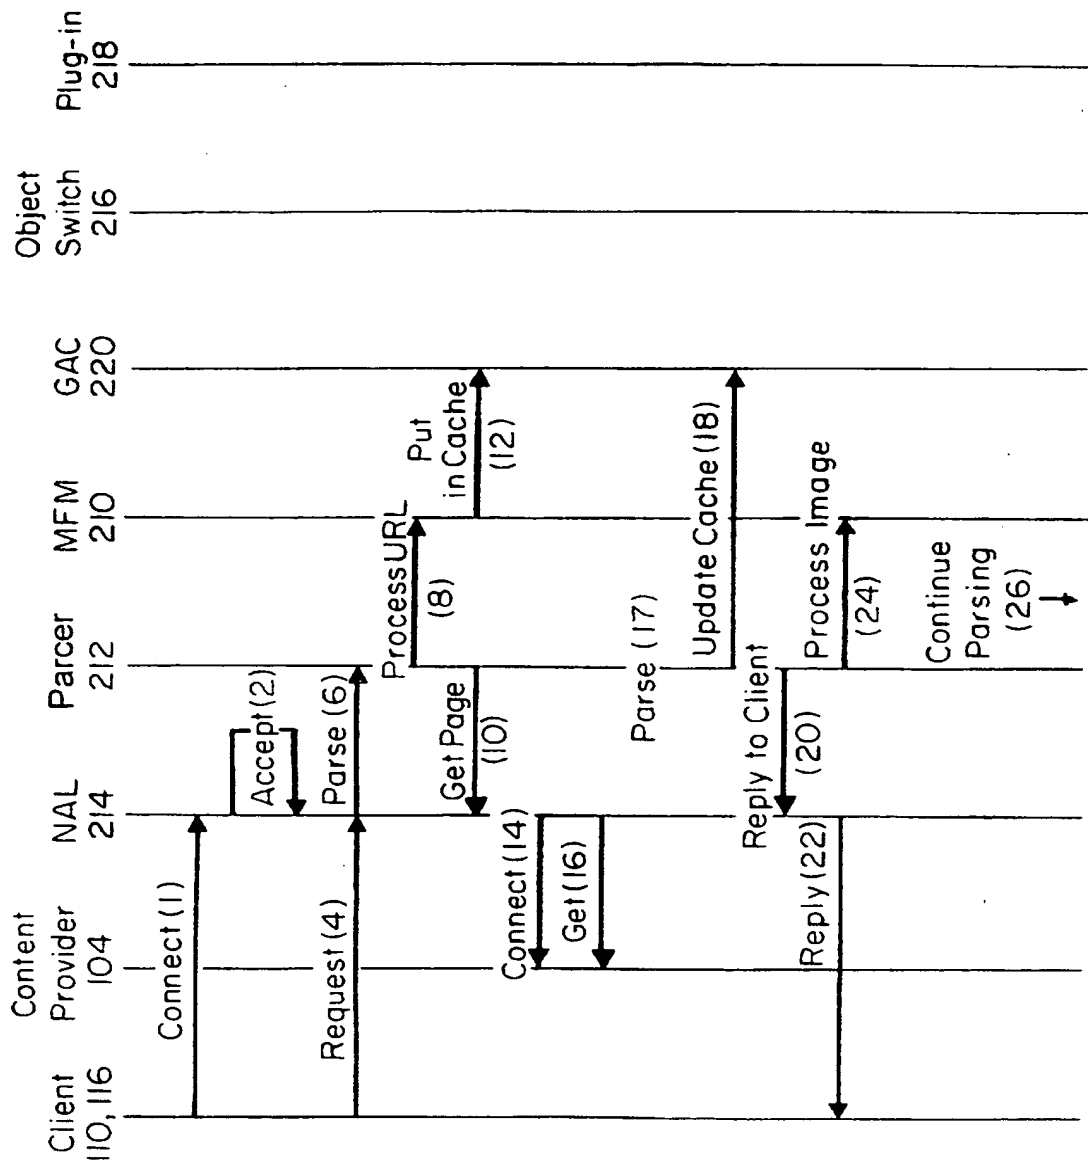 Client
110, 116
Content
Provider
104
NAL
214
Parcer
212
MFM
210
GAC
220
Object
Switch
216
Plug-in
218
Connect (1)
Accept (2)
Request (4)
Parse (6)
Process URL
(8)
Get Page
(10)
Put
in Cache
(12)
Connect (14)
Get (16)
Parse (17)
Update Cache (18)
Reply to Client
(20)
Reply (22)
Process Image
(24)
Continue
Parsing
(26)